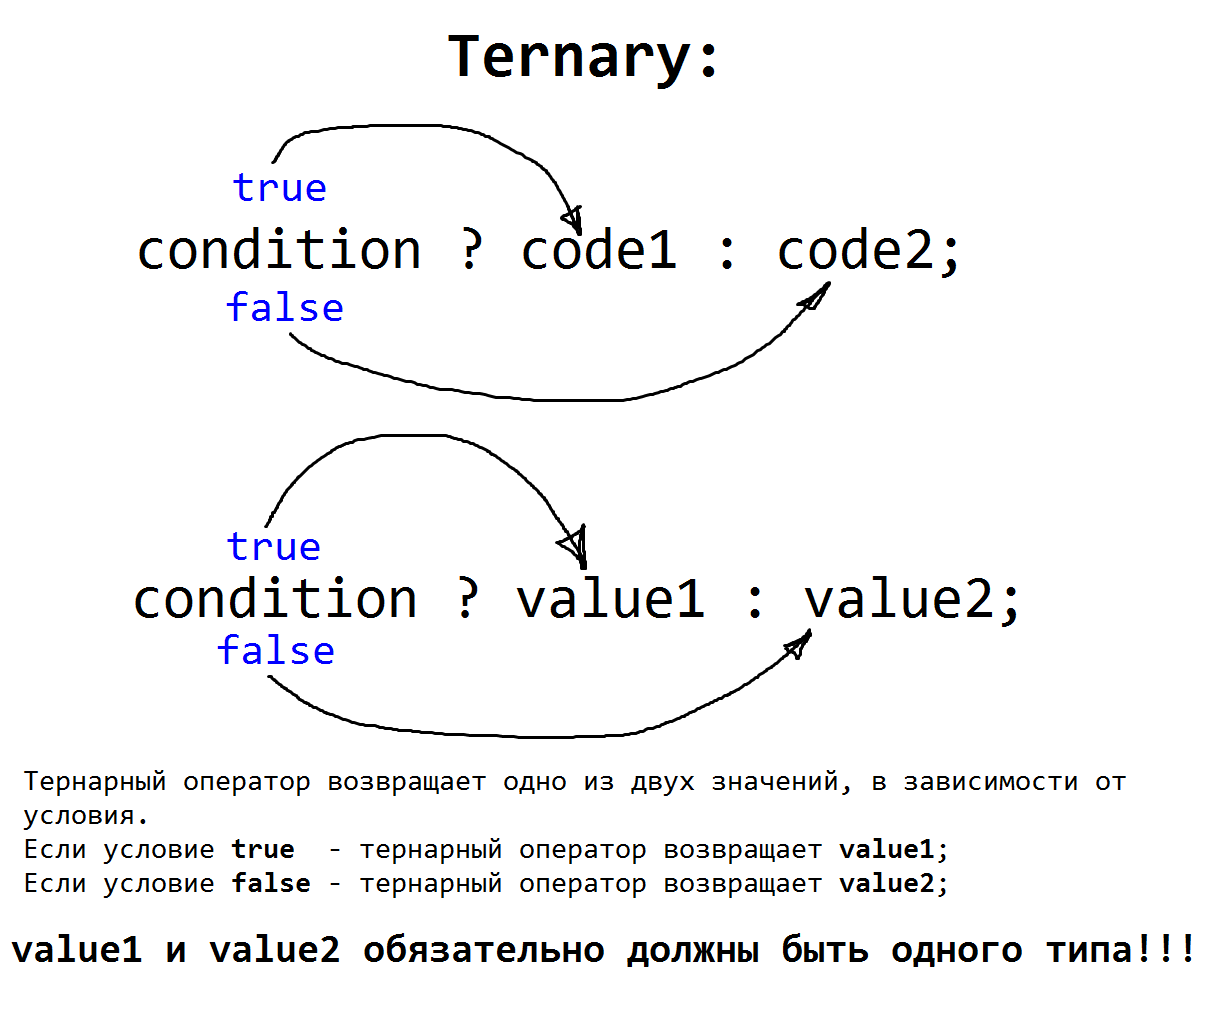 Ternary:
true
condition ? code1 : code2;
false
true
condition ? value1 : value2;
false
Тернарный оператор возвращает одно из двух значений, в зависимости от
условия.
Если условие true  - тернарный оператор возвращает value1;
Если условие false - тернарный оператор возвращает value2;
value1 и value2 обязательно должны быть одного типа!!!